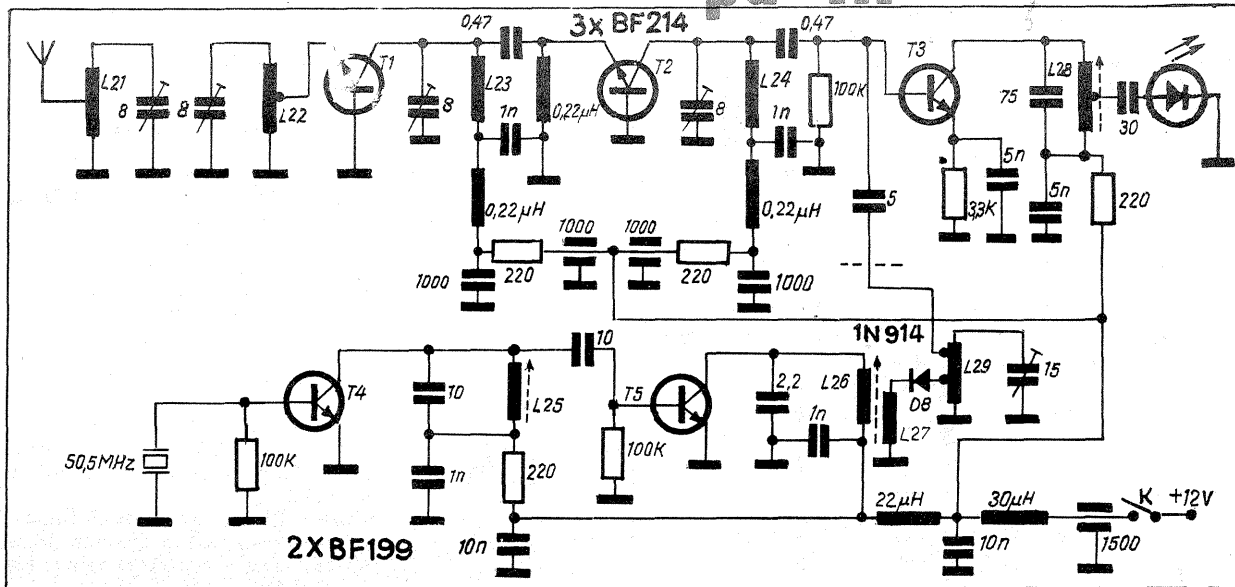 3x BF214
0,47
0,47
T1
T2
T3
L21
8
8
L22
8
L23
1n
0,22µH
8
L24
1n
100K
75
L28
30
0,22µH
0,22µH
5
3,3K
5n
5n
220
1000
1000
1000
220
220
1000
1N914
10
T4
10
L25
T5
2,2
L26
1n
D8
L29
15
L27
50,5MHz
100K
1n
220
100K
22µH
30µH
K
+12V
2XBF199
10n
10n
1500